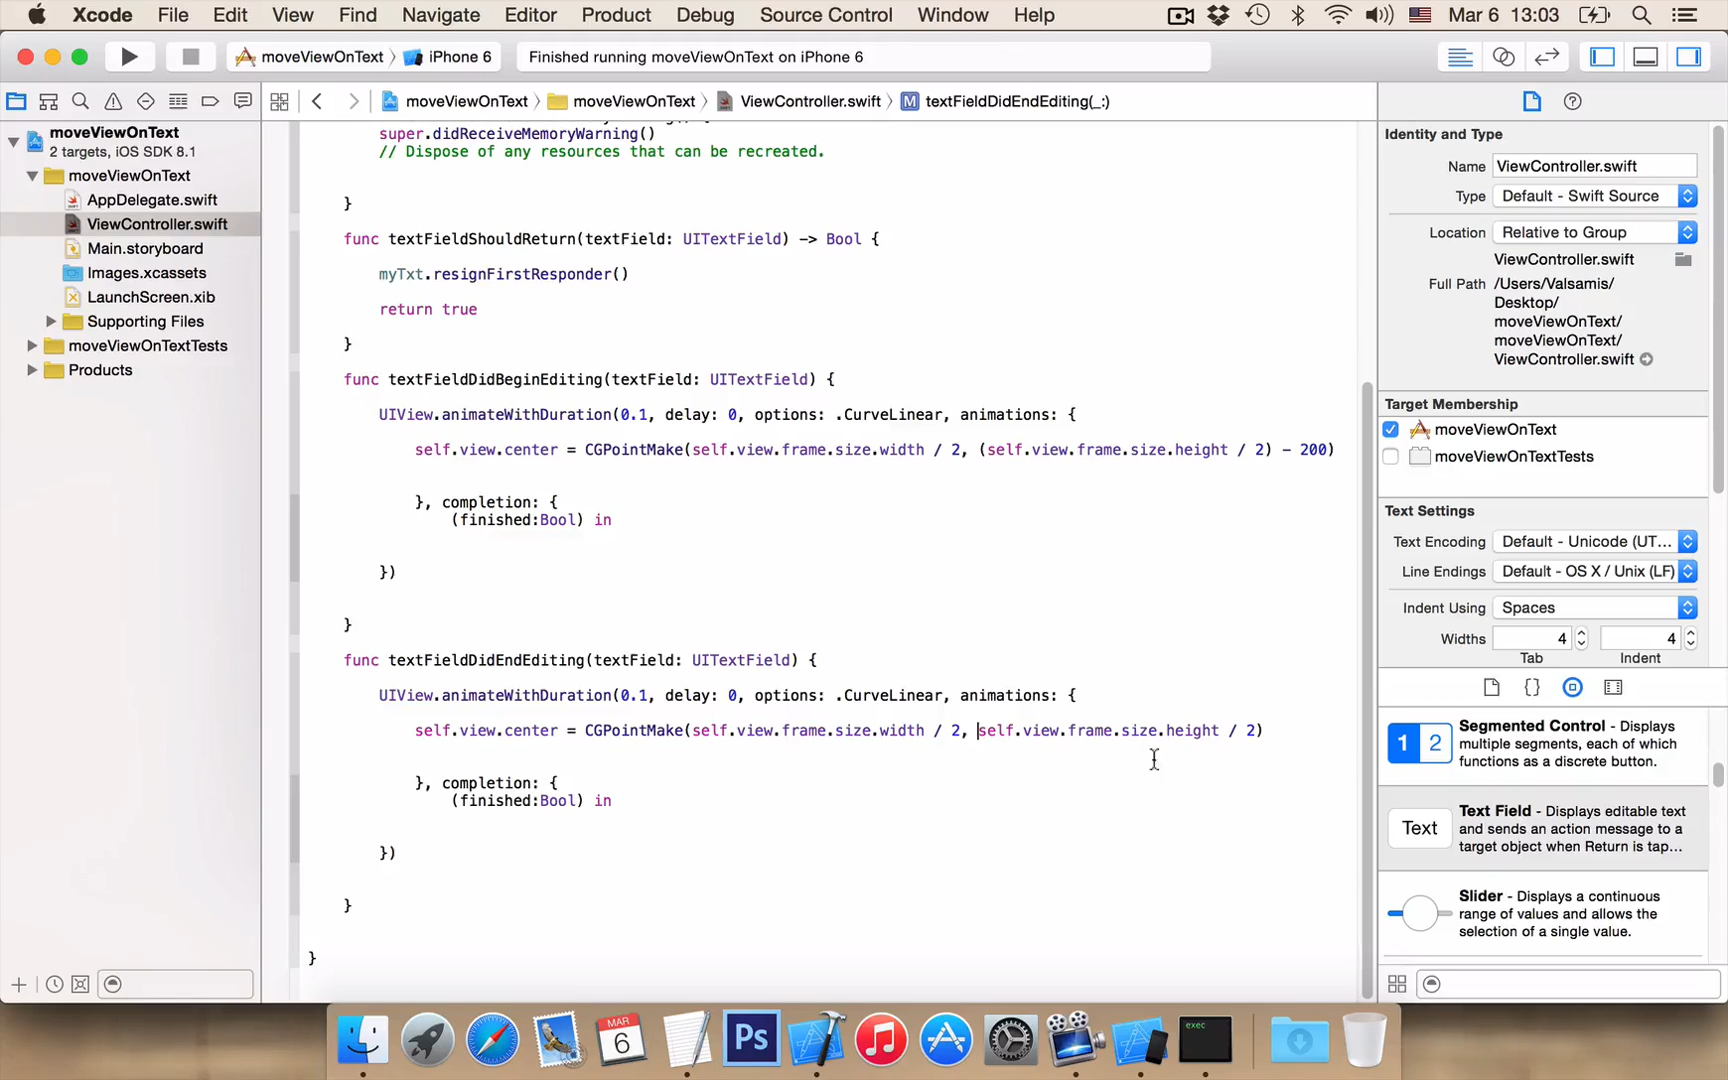 Xcode File Edit View Find Navigate Editor Product Debug Source Control Window Help Mar 6 13:03
moveViewOnText iPhone 6 Finished running moveViewOnText on iPhone 6
moveViewOnText moveViewOnText ViewController.swift M textFieldDidEndEditing(_:)
moveViewOnText
2 targets, iOS SDK 8.1
moveViewOnText
AppDelegate.swift
ViewController.swift
Main.storyboard
Images.xcassets
LaunchScreen.xib
Supporting Files
moveViewOnTextTests
Products
super.didReceiveMemoryWarning()
// Dispose of any resources that can be recreated.
}
func textFieldShouldReturn(textField: UITextField) -> Bool {
myTxt.resignFirstResponder()
return true
}
func textFieldDidBeginEditing(textField: UITextField) {
UIView.animateWithDuration(0.1, delay: 0, options: .CurveLinear, animations: {
self.view.center = CGPointMake(self.view.frame.size.width / 2, (self.view.frame.size.height / 2) - 200)
}, completion: {
(finished:Bool) in
})
}
func textFieldDidEndEditing(textField: UITextField) {
UIView.animateWithDuration(0.1, delay: 0, options: .CurveLinear, animations: {
self.view.center = CGPointMake(self.view.frame.size.width / 2, self.view.frame.size.height / 2)
}, completion: {
(finished:Bool) in
})
}
}
Identity and Type
Name ViewController.swift
Type Default - Swift Source
Location Relative to Group
ViewController.swift
Full Path /Users/Valsamis/
Desktop/
moveViewOnText/
moveViewOnText/
ViewController.swift
Target Membership
moveViewOnText
moveViewOnTextTests
Text Settings
Text Encoding Default - Unicode (UT...
Line Endings Default - OS X / Unix (LF)
Indent Using Spaces
Widths 4 4
Tab Indent
1 2
Segmented Control - Displays
multiple segments, each of which
functions as a discrete button.
Text
Text Field - Displays editable text
and sends an action message to a
target object when Return is tap...
Slider - Displays a continuous
range of values and allows the
selection of a single value.
MAR
6
Ps
exec